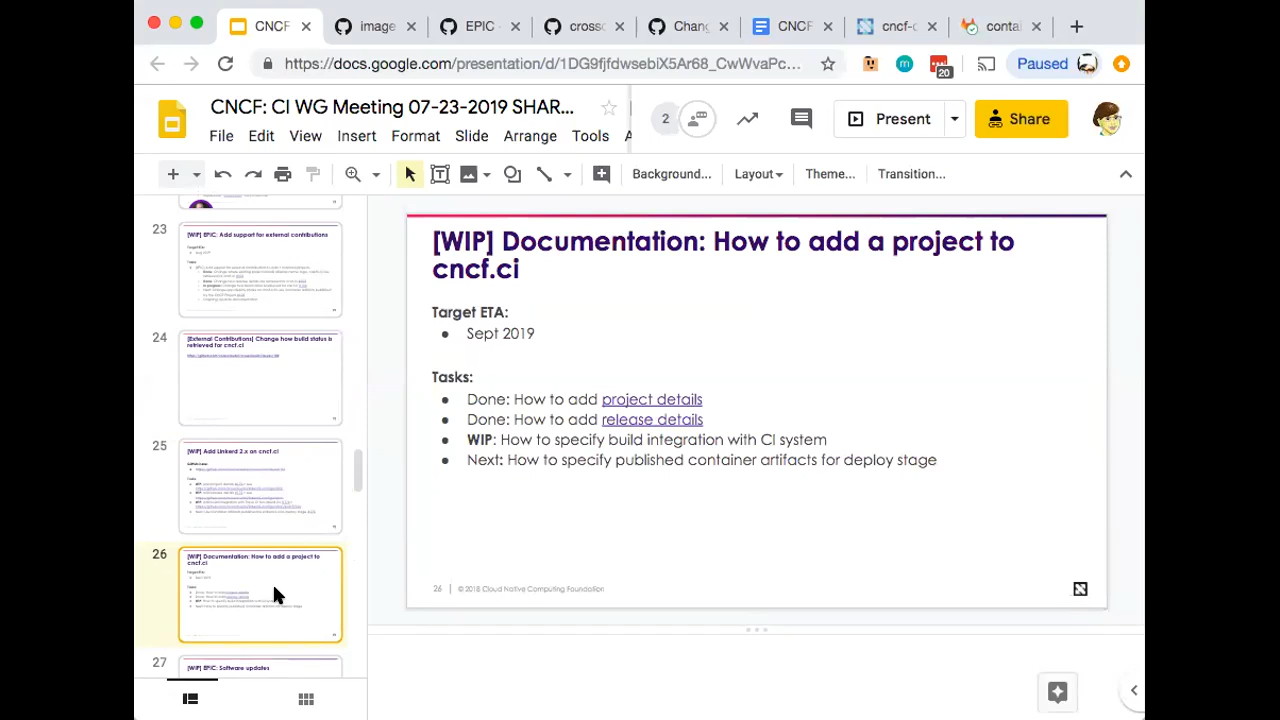 CNCF
image
EPIC -
cross
Chang
CNCF
cncf-c
contai
https://docs.google.com/presentation/d/1DG9fjfdwsebiX5Ar68_CwWvaPc...
20
Paused
CNCF: CI WG Meeting 07-23-2019 SHAR...
File Edit View Insert Format Slide Arrange Tools A
2
Present
Share
Background...
Layout
Theme...
Transition...
23
[WIP] EPIC: Add support for external contributions
24
[External Contributions] Change how build status is
retrieved for cncf.ci
25
[WIP] Add Linkerd 2.x on cncf.ci
26
[WIP] Documentation: How to add a project to
cncf.ci
27
[WIP] EPIC: Software updates
[WIP] Documentation: How to add a project to
cncf.ci
Target ETA:
● Sept 2019
Tasks:
● Done: How to add project details
● Done: How to add release details
● WIP: How to specify build integration with CI system
● Next: How to specify published container artifacts for deploy stage
26 | © 2018 Cloud Native Computing Foundation